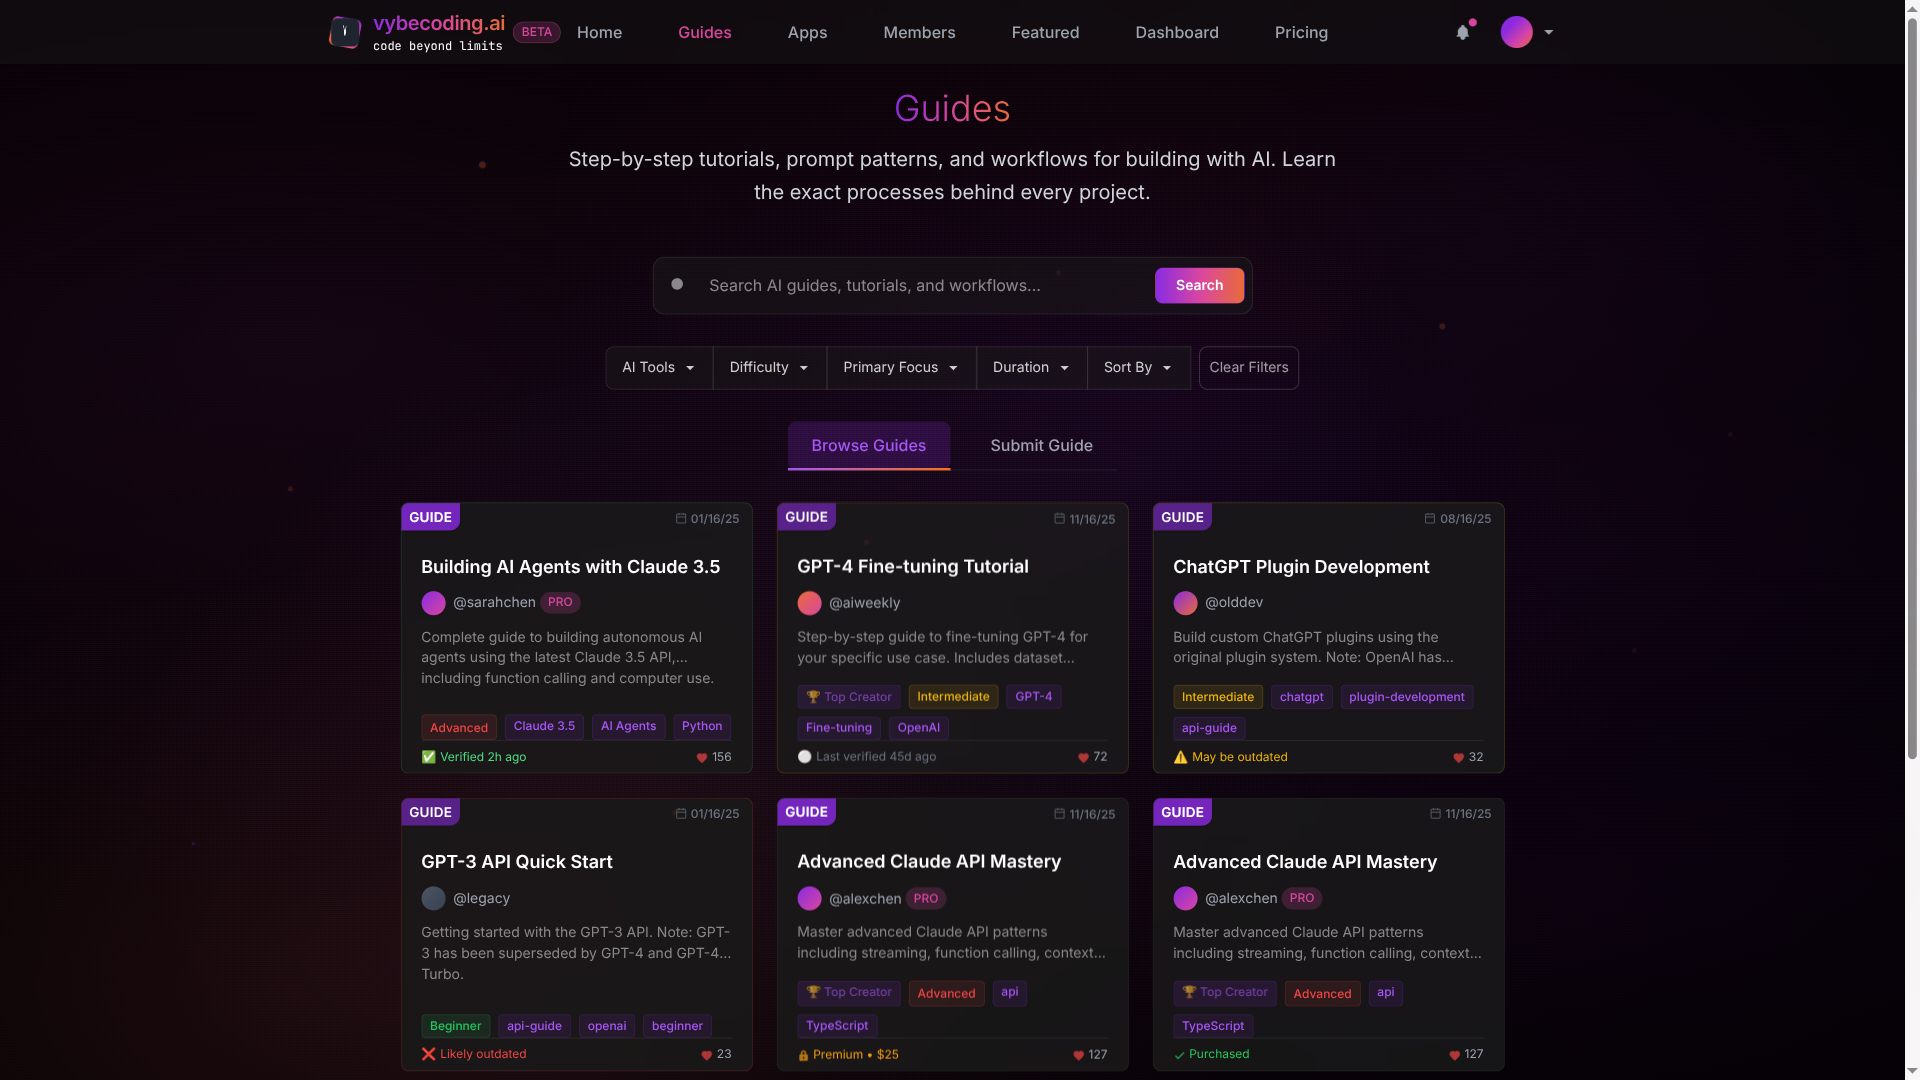 vybecoding.ai
code beyond limits
BETA
Home
Guides
Apps
Members
Featured
Dashboard
Pricing
Guides
Step-by-step tutorials, prompt patterns, and workflows for building with AI. Learn
the exact processes behind every project.
Search AI guides, tutorials, and workflows...
Search
AI Tools
Difficulty
Primary Focus
Duration
Sort By
Clear Filters
Browse Guides
Submit Guide
GUIDE
01/16/25
Building AI Agents with Claude 3.5
@sarahchen PRO
Complete guide to building autonomous AI
agents using the latest Claude 3.5 API,...
including function calling and computer use.
Advanced
Claude 3.5
AI Agents
Python
✅ Verified 2h ago
156
GUIDE
11/16/25
GPT-4 Fine-tuning Tutorial
@aiweekly
Step-by-step guide to fine-tuning GPT-4 for
your specific use case. Includes dataset...
🏆 Top Creator
Intermediate
GPT-4
Fine-tuning
OpenAI
⚪ Last verified 45d ago
72
GUIDE
08/16/25
ChatGPT Plugin Development
@olddev
Build custom ChatGPT plugins using the
original plugin system. Note: OpenAI has...
Intermediate
chatgpt
plugin-development
api-guide
⚠️ May be outdated
32
GUIDE
01/16/25
GPT-3 API Quick Start
@legacy
Getting started with the GPT-3 API. Note: GPT-
3 has been superseded by GPT-4 and GPT-4...
Turbo.
Beginner
api-guide
openai
beginner
❌ Likely outdated
23
GUIDE
11/16/25
Advanced Claude API Mastery
@alexchen PRO
Master advanced Claude API patterns
including streaming, function calling, context...
🏆 Top Creator
Advanced
api
TypeScript
🔒 Premium • $25
127
GUIDE
11/16/25
Advanced Claude API Mastery
@alexchen PRO
Master advanced Claude API patterns
including streaming, function calling, context...
🏆 Top Creator
Advanced
api
TypeScript
✓ Purchased
127